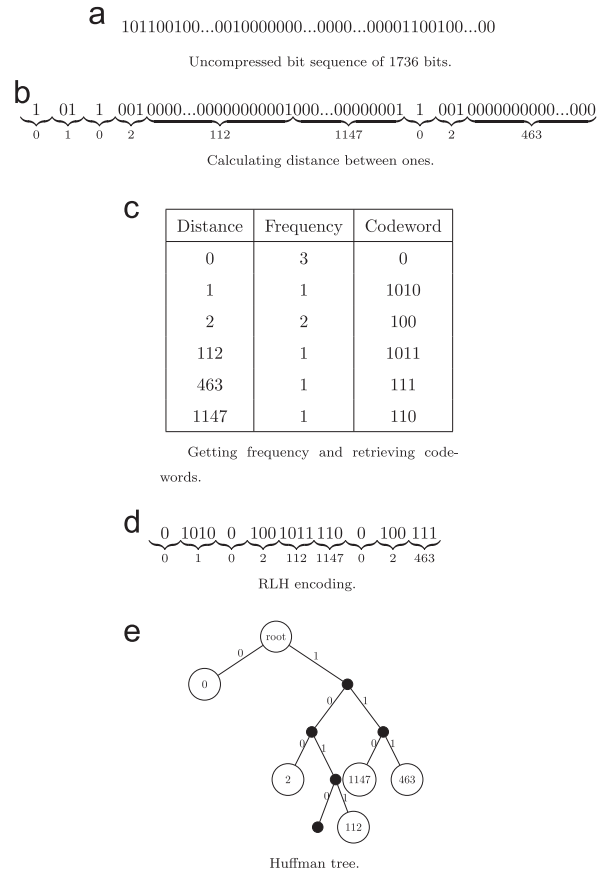 a
101100100...0010000000...0000...00001100100...00
Uncompressed bit sequence of 1736 bits.
b
1 01 1 001 0000...00000000001000...00000001 1 001 0000000000...000
0 1 0 2 112 1147 0 2 463
Calculating distance between ones.
c
Distance Frequency Codeword
0 3 0
1 1 1010
2 2 100
112 1 1011
463 1 111
1147 1 110
Getting frequency and retrieving code-
words.
d
0 1010 0 100 1011 110 0 100 111
0 1 0 2 112 1147 0 2 463
RLH encoding.
e
root
0 1
0
0 1
0 1 0 1
2 1147 463
0 1
112
Huffman tree.